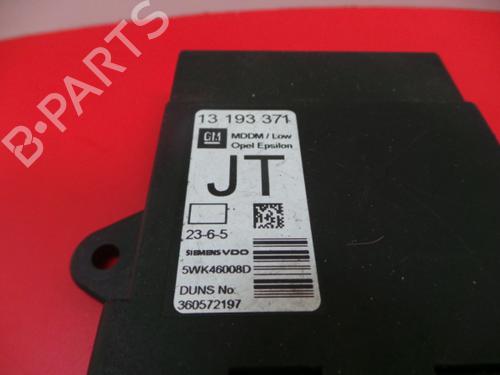 13 193 371
GM
MDDM / Low
Opel Epsilon
JT
23-6-5
SIEMENS VDO
5WK46008D
DUNS No:
360572197
B-Parts